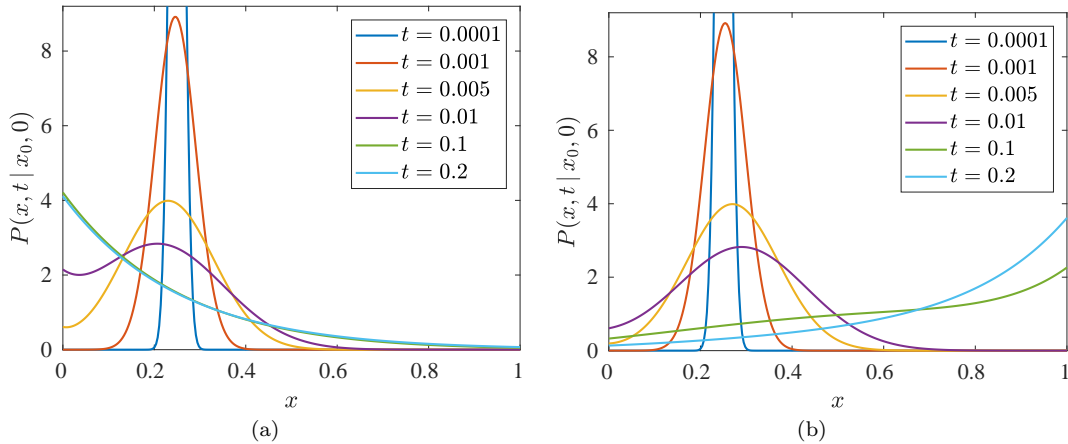 8
6
4
2
0
P(x, t | x₀, 0)
t = 0.0001
t = 0.001
t = 0.005
t = 0.01
t = 0.1
t = 0.2
0 0.2 0.4 0.6 0.8 1
x
(a)
8
6
4
2
0
P(x, t | x₀, 0)
t = 0.0001
t = 0.001
t = 0.005
t = 0.01
t = 0.1
t = 0.2
0 0.2 0.4 0.6 0.8 1
x
(b)